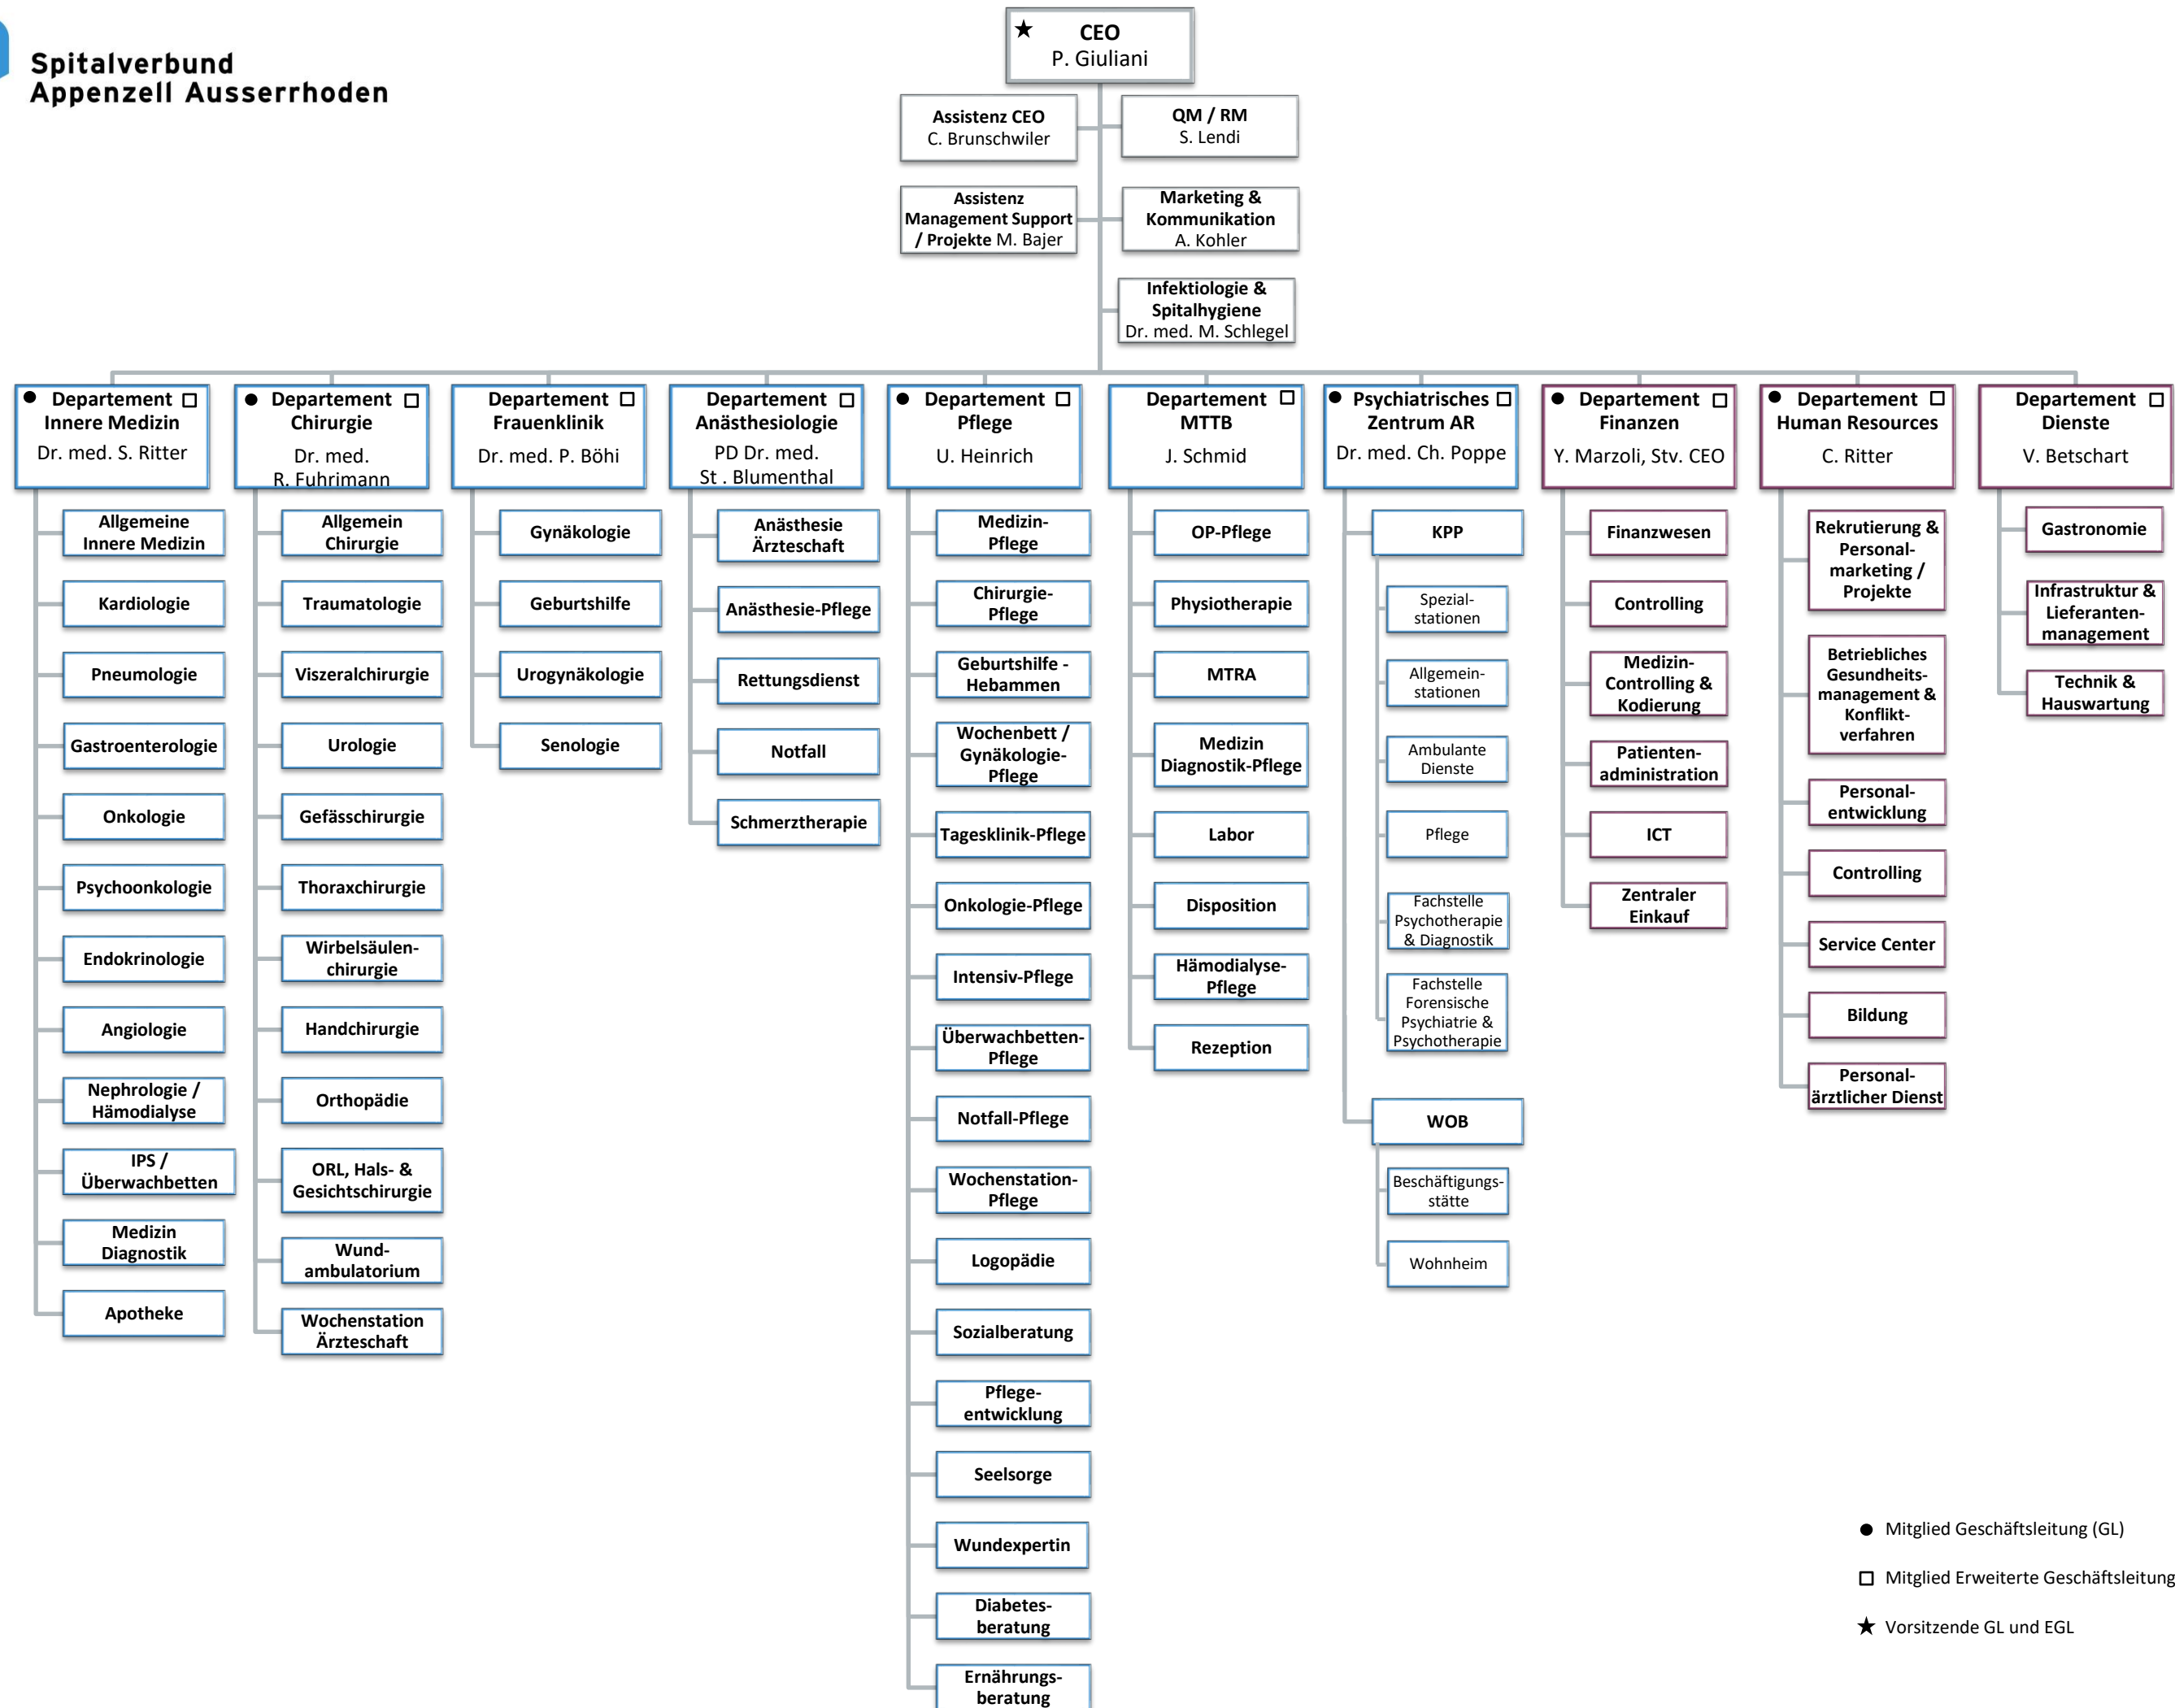 Spitalverbund
Appenzell Ausserrhoden
★ CEO
P. Giuliani
Assistenz CEO
C. Brunschwiler
QM / RM
S. Lendi
Assistenz
Management Support
/ Projekte M. Bajer
Marketing &
Kommunikation
A. Kohler
Infektiologie &
Spitalhygiene
Dr. med. M. Schlegel
● Departement □
Innere Medizin
Dr. med. S. Ritter
Allgemeine
Innere Medizin
Kardiologie
Pneumologie
Gastroenterologie
Onkologie
Psychoonkologie
Endokrinologie
Angiologie
Nephrologie /
Hämodialyse
IPS /
Überwachbetten
Medizin
Diagnostik
Apotheke
● Departement □
Chirurgie
Dr. med.
R. Fuhrimann
Allgemein
Chirurgie
Traumatologie
Viszeralchirurgie
Urologie
Gefässchirurgie
Thoraxchirurgie
Wirbelsäulen-
chirurgie
Handchirurgie
Orthopädie
ORL, Hals- &
Gesichtschirurgie
Wund-
ambulatorium
Wochenstation
Ärzteschaft
Departement □
Frauenklinik
Dr. med. P. Böhi
Gynäkologie
Geburtshilfe
Urogynäkologie
Senologie
Departement □
Anästhesiologie
PD Dr. med.
St . Blumenthal
Anästhesie
Ärzteschaft
Anästhesie-Pflege
Rettungsdienst
Notfall
Schmerztherapie
● Departement □
Pflege
U. Heinrich
Medizin-
Pflege
Chirurgie-
Pflege
Geburtshilfe -
Hebammen
Wochenbett /
Gynäkologie-
Pflege
Tagesklinik-Pflege
Onkologie-Pflege
Intensiv-Pflege
Überwachbetten-
Pflege
Notfall-Pflege
Wochenstation-
Pflege
Logopädie
Sozialberatung
Pflege-
entwicklung
Seelsorge
Wundexpertin
Diabetes-
beratung
Ernährungs-
beratung
Departement □
MTTB
J. Schmid
OP-Pflege
Physiotherapie
MTRA
Medizin
Diagnostik-Pflege
Labor
Disposition
Hämodialyse-
Pflege
Rezeption
● Psychiatrisches □
Zentrum AR
Dr. med. Ch. Poppe
KPP
Spezial-
stationen
Allgemein-
stationen
Ambulante
Dienste
Pflege
Fachstelle
Psychotherapie
& Diagnostik
Fachstelle
Forensische
Psychiatrie &
Psychotherapie
WOB
Beschäftigungs-
stätte
Wohnheim
● Departement □
Finanzen
Y. Marzoli, Stv. CEO
Finanzwesen
Controlling
Medizin-
Controlling &
Kodierung
Patienten-
administration
ICT
Zentraler
Einkauf
● Departement □
Human Resources
C. Ritter
Rekrutierung &
Personal-
marketing /
Projekte
Betriebliches
Gesundheits-
management &
Konflikt-
verfahren
Personal-
entwicklung
Controlling
Service Center
Bildung
Personal-
ärztlicher Dienst
Departement □
Dienste
V. Betschart
Gastronomie
Infrastruktur &
Lieferanten-
management
Technik &
Hauswartung
● Mitglied Geschäftsleitung (GL)
□ Mitglied Erweiterte Geschäftsleitung
★ Vorsitzende GL und EGL